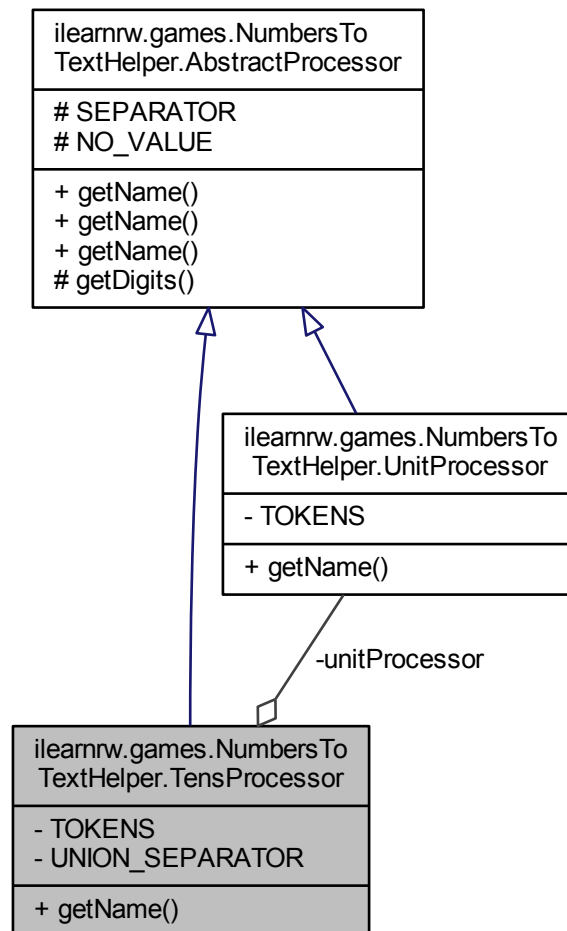 ilearnrw.games.NumbersTo
TextHelper.AbstractProcessor
# SEPARATOR
# NO_VALUE
+ getName()
+ getName()
+ getName()
# getDigits()
ilearnrw.games.NumbersTo
TextHelper.UnitProcessor
- TOKENS
+ getName()
-unitProcessor
ilearnrw.games.NumbersTo
TextHelper.TensProcessor
- TOKENS
- UNION_SEPARATOR
+ getName()